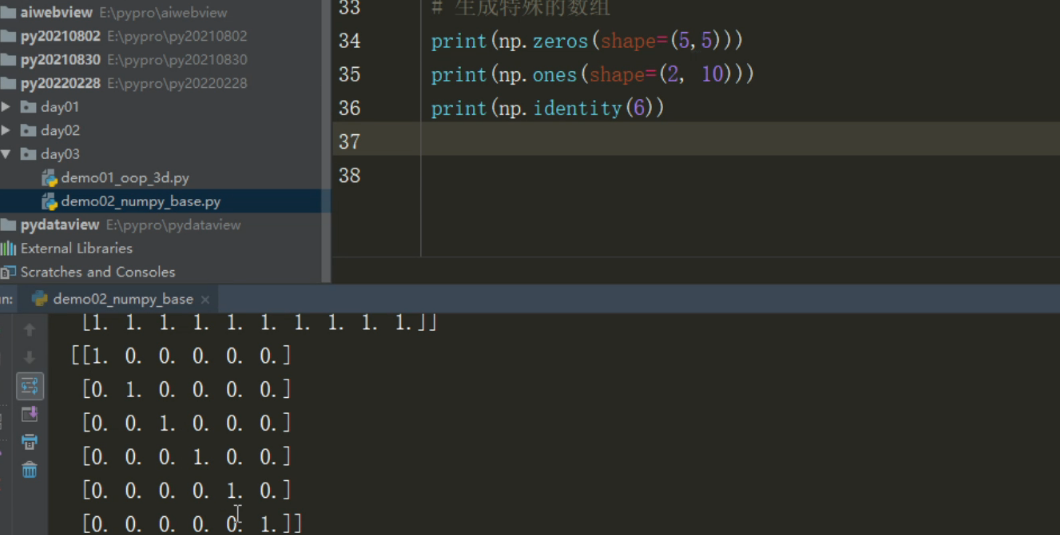 aiwebview E:\pypro\aiwebview
py20210802 E:\pypro\py20210802
py20210830 E:\pypro\py20210830
py20220228 E:\pypro\py20220228
day01
day02
day03
demo01_oop_3d.py
demo02_numpy_base.py
pydataview E:\pypro\pydataview
External Libraries
Scratches and Consoles
33 # 生成特殊的数组
34 print(np.zeros(shape=(5,5)))
35 print(np.ones(shape=(2, 10)))
36 print(np.identity(6))
37
38
n: demo02_numpy_base ×
[1. 1. 1. 1. 1. 1. 1. 1. 1. 1.]]
[[1. 0. 0. 0. 0. 0.]
[0. 1. 0. 0. 0. 0.]
[0. 0. 1. 0. 0. 0.]
[0. 0. 0. 1. 0. 0.]
[0. 0. 0. 0. 1. 0.]
[0. 0. 0. 0. 0. 1.]]